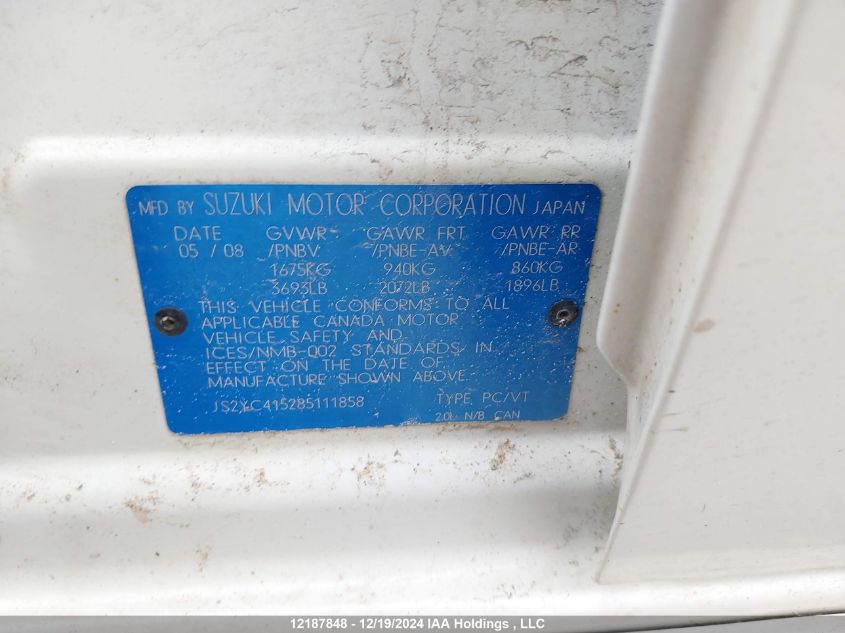 MFD BY SUZUKI MOTOR CORPORATION JAPAN
DATE GVWR GAWR FRT GAWR RR
05 / 08 /PNBV /PNBE-AV /PNBE-AR
1675KG 940KG 860KG
3693LB 2072LB 1896LB
THIS VEHICLE CONFORMS TO ALL
APPLICABLE CANADA MOTOR
VEHICLE SAFETY AND
ICES/NMB-002 STANDARDS IN
EFFECT ON THE DATE OF
MANUFACTURE SHOWN ABOVE
JS2YC415285111858 TYPE PC/VT
2.0L N/B CAN
12187848 - 12/19/2024 IAA Holdings , LLC